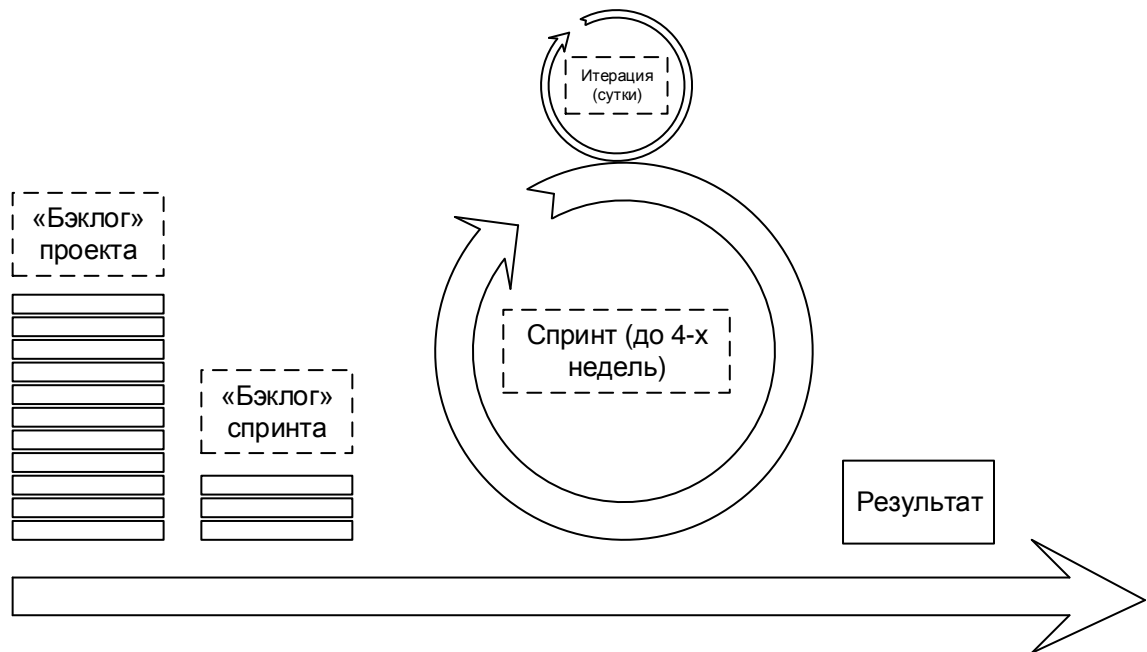 Итерация
(сутки)
«Бэклог»
проекта
«Бэклог»
спринта
Спринт (до 4-х
недель)
Результат